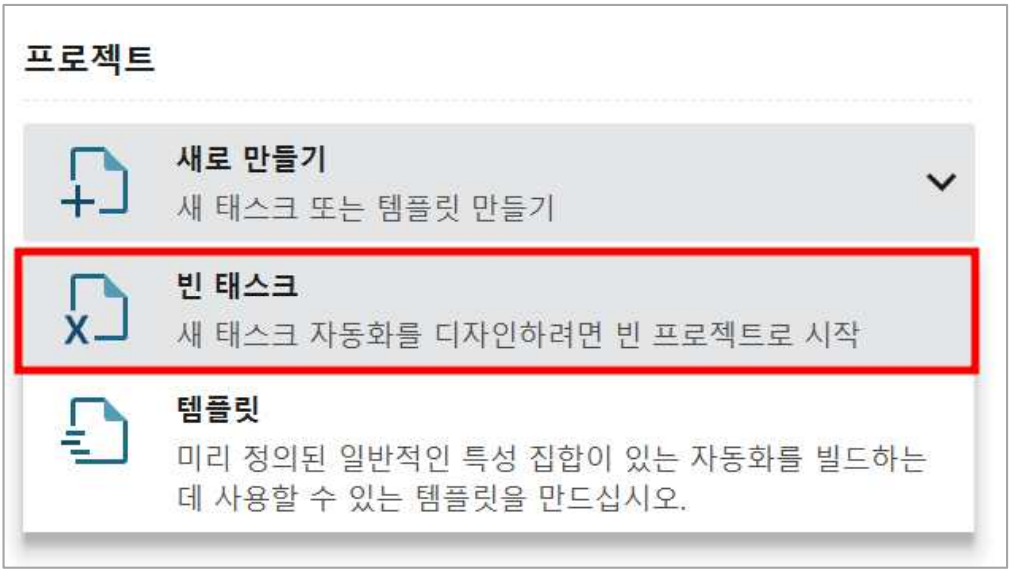 프로젝트
새로 만들기
새 태스크 또는 템플릿 만들기
빈 태스크
새 태스크 자동화를 디자인하려면 빈 프로젝트로 시작
템플릿
미리 정의된 일반적인 특성 집합이 있는 자동화를 빌드하는
데 사용할 수 있는 템플릿을 만드십시오.